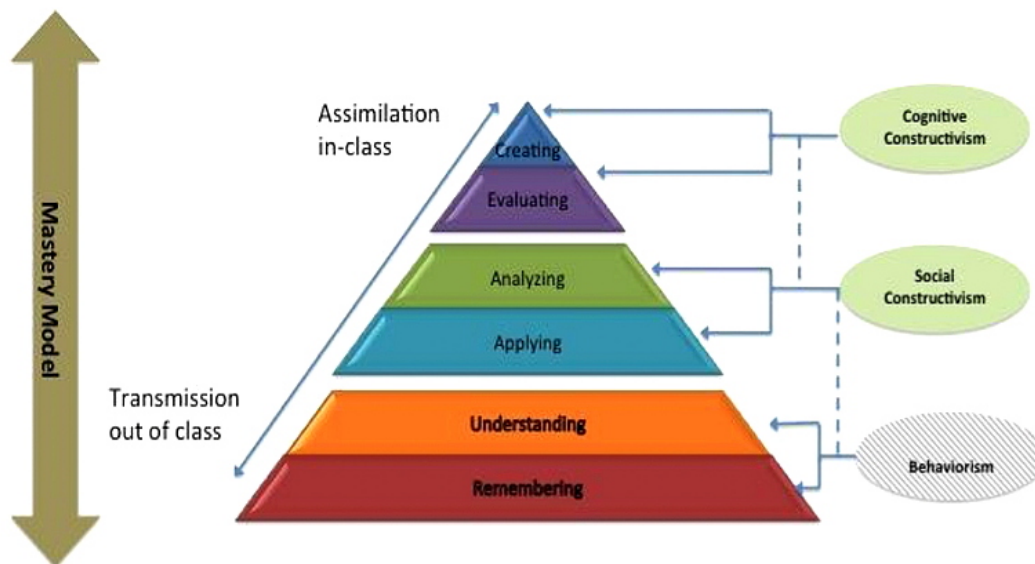 Mastery Model
Assimilation
in-class
Transmission
out of class
Creating
Evaluating
Analyzing
Applying
Understanding
Remembering
Cognitive
Constructivism
Social
Constructivism
Behaviorism